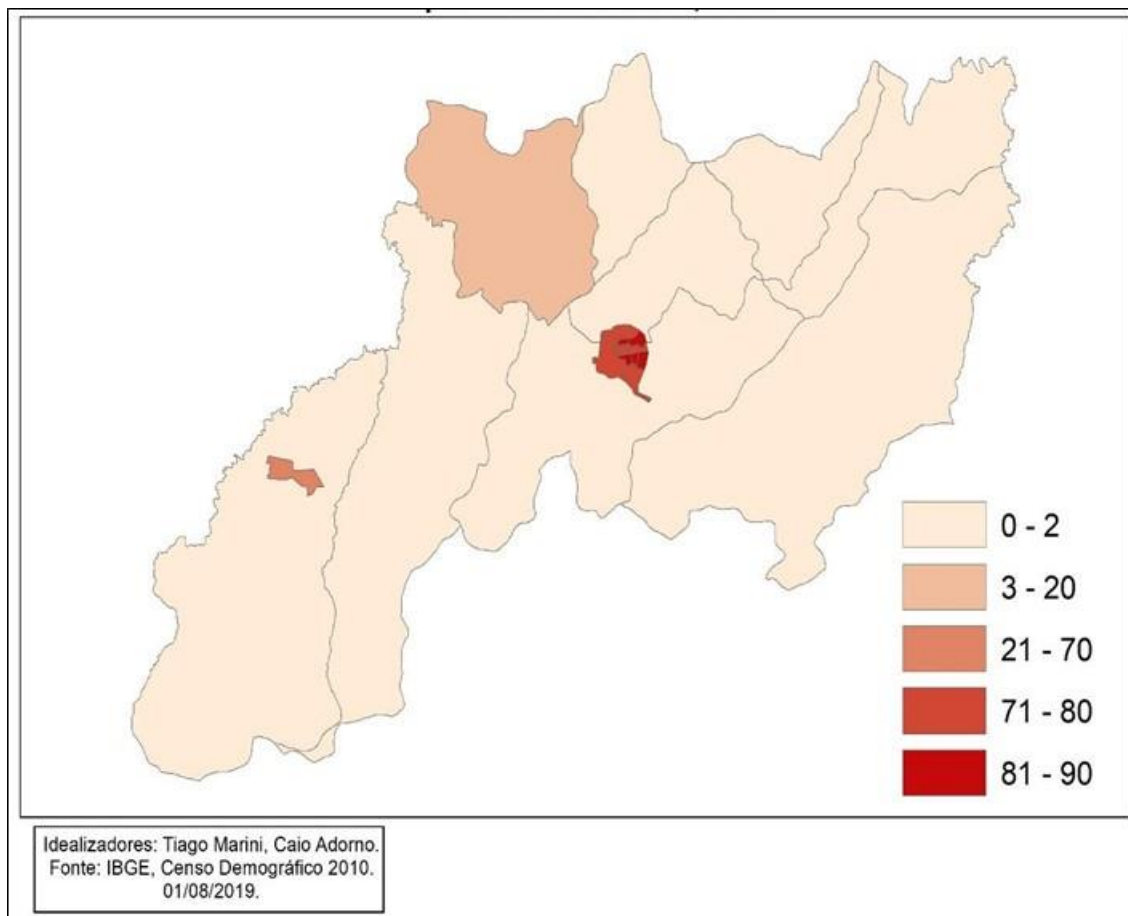 0 - 2
3 - 20
21 - 70
71 - 80
81 - 90
Idealizadores: Tiago Marini, Caio Adorno.
Fonte: IBGE, Censo Demográfico 2010.
01/08/2019.